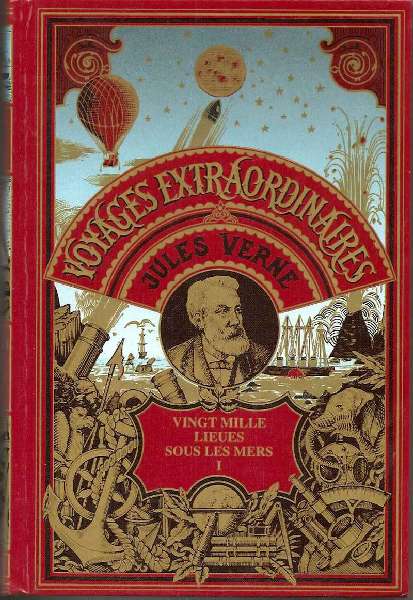 VOYAGES EXTRAORDINAIRES
JULES VERNE
VINGT MILLE
LIEUES
SOUS LES MERS
I